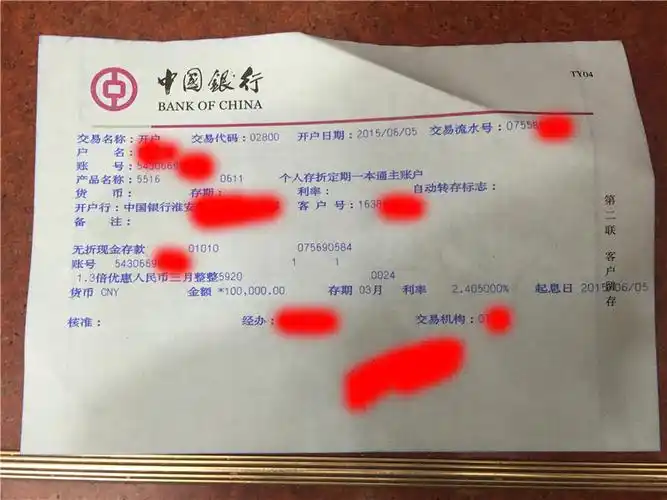 中國銀行
BANK OF CHINA
TY04
交易名称：开户 交易代码：02800 开户日期：2015/06/05 交易流水号：07558
户 名：
账 号：5430669
产品名称：5516 0611 个人存折定期一本通主账户
货 币： 存期： 利率： 自动转存标志：
开户行：中国银行淮安 客 户 号：1638
备 注：
无折现金存款 01010 075690584
账号 5430669 1 1
1.3倍优惠人民币三月整整5920 0024
货币 CNY 金额 *100,000.00 存期 03月 利率 2.405000% 起息日 2015/06/05
核准： 经办： 交易机构：07
第二联 客户留存